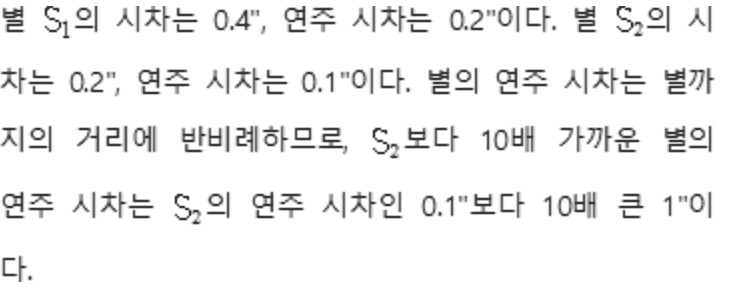 별 S₁의 시차는 0.4", 연주 시차는 0.2"이다. 별 S₂의 시
차는 0.2", 연주 시차는 0.1"이다. 별의 연주 시차는 별까
지의 거리에 반비례하므로, S₂보다 10배 가까운 별의
연주 시차는 S₂의 연주 시차인 0.1"보다 10배 큰 1"이
다.